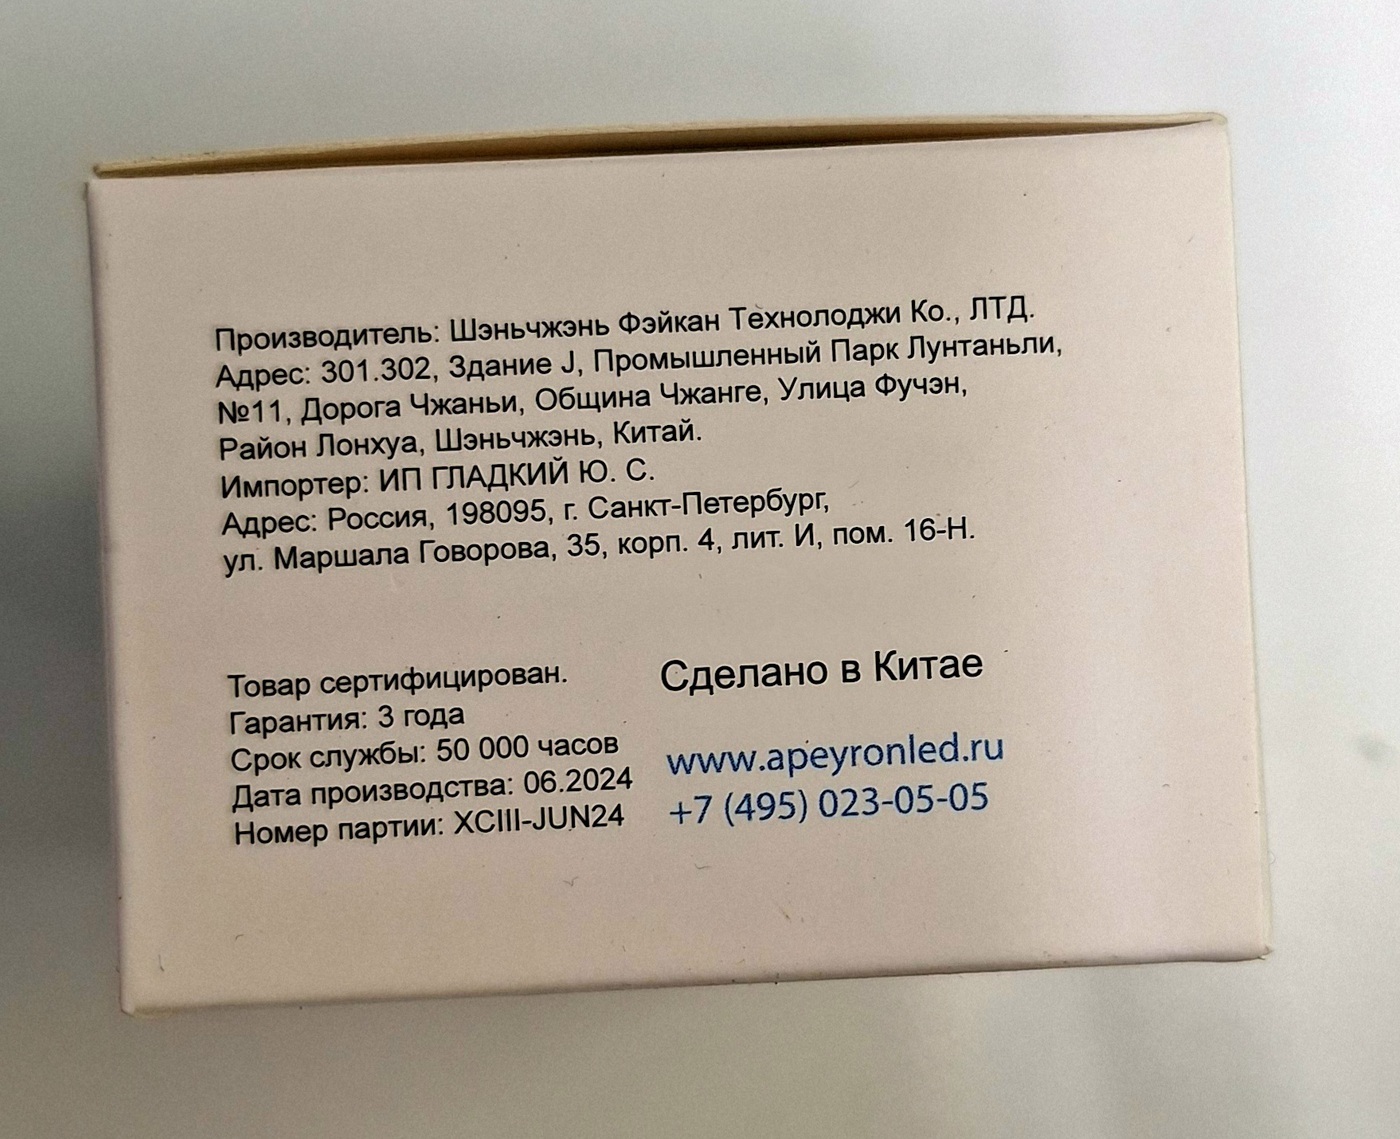 Производитель: Шэньчжэнь Фэйкан Технолоджи Ко., ЛТД.
Адрес: 301.302, Здание J, Промышленный Парк Лунтаньли,
№11, Дорога Чжаньи, Община Чжанге, Улица Фучэн,
Район Лонхуа, Шэньчжэнь, Китай.
Импортер: ИП ГЛАДКИЙ Ю. С.
Адрес: Россия, 198095, г. Санкт-Петербург,
ул. Маршала Говорова, 35, корп. 4, лит. И, пом. 16-Н.
Товар сертифицирован.
Гарантия: 3 года
Срок службы: 50 000 часов
Дата производства: 06.2024
Номер партии: XCIII-JUN24
Сделано в Китае
www.apeyronled.ru
+7 (495) 023-05-05